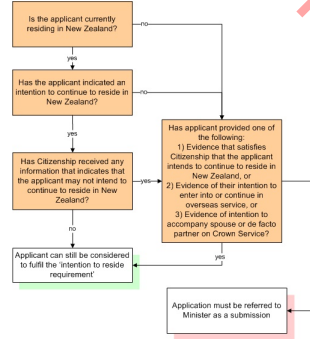 Is the applicant currently
residing in New Zealand?
no
yes
Has the applicant indicated an
intention to continue to reside in
New Zealand?
no
yes
Has Citizenship received any
information that indicates that
the applicant may not intend to
continue to reside in New
Zealand?
yes
Has applicant provided one of
the following:
1) Evidence that satisfies
Citizenship that the applicant
intends to continue to reside in
New Zealand, or
2) Evidence of their intention to
enter into or continue in
overseas service, or
3) Evidence of intention to
accompany spouse or de facto
partner on Crown Service?
no
yes
Applicant can still be considered
to fulfil the 'intention to reside
requirement'
Application must be referred to
Minister as a submission